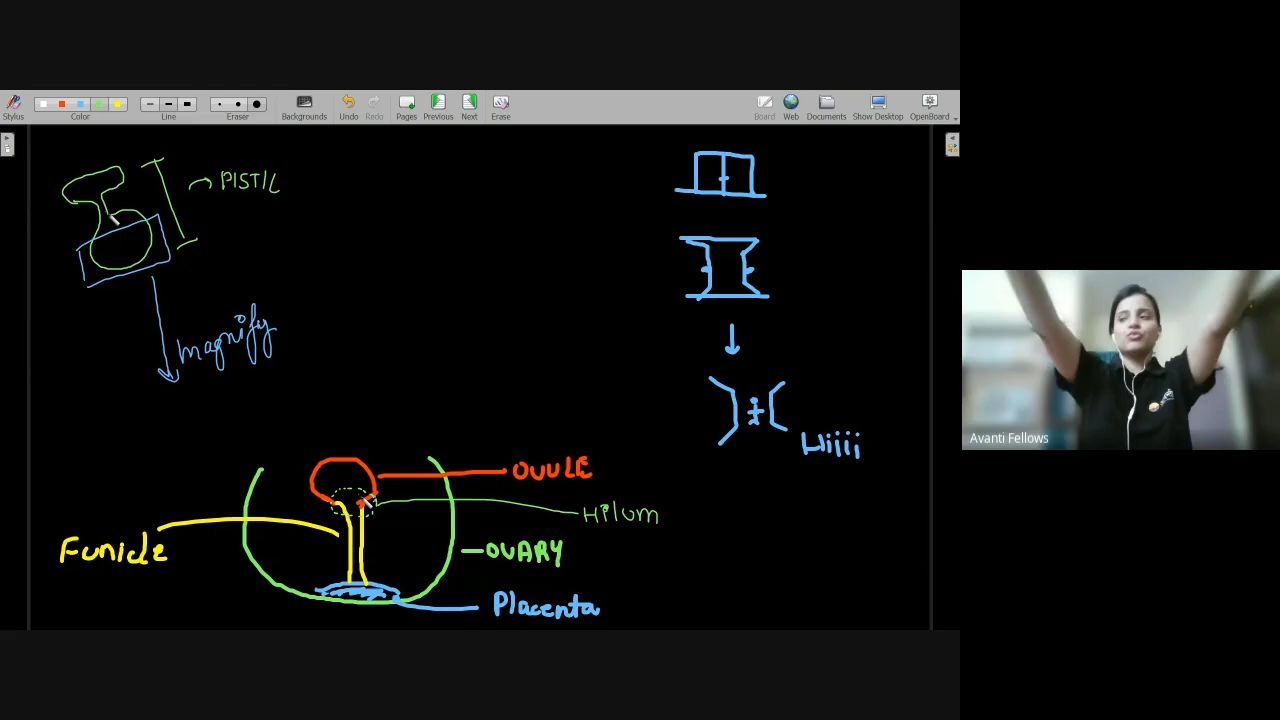 Stylus
Color
Line
Eraser
Backgrounds
Undo
Redo
Pages
Previous
Next
Erase
Board
Web
Documents
Show Desktop
OpenBoard
PISTIL
magnify
Hiiii
OVULE
Hilum
Funicle
OVARY
Placenta
Avanti Fellows